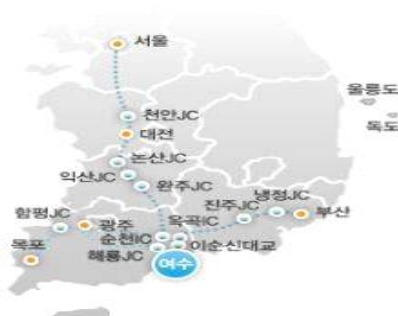 서울
울릉도
독도
천안JC
대전
논산JC
익산JC
완주JC
냉정JC
진주JC
부산
함평JC
광주
옥곡IC
순천IC
이순신대교
목포
해룡JC
여수